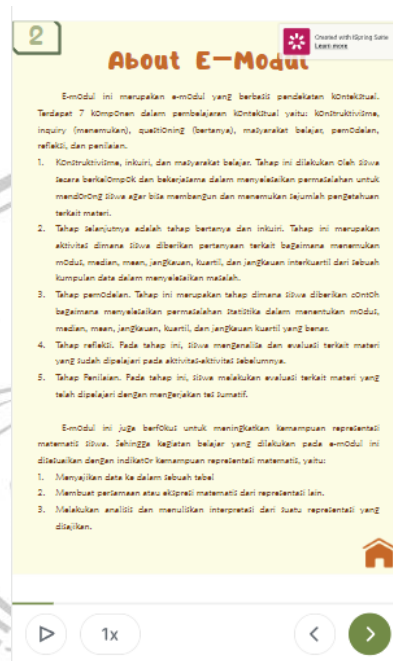 2
Created with iSpring Suite
Learn more
About E-Modul
E-modul ini merupakan e-modul yang berbasis pendekatan kontekstual.
Terdapat 7 komponen dalam pembelajaran kontekstual yaitu: konstruktivisme,
inquiry (menemukan), questioning (bertanya), masyarakat belajar, pemodelan,
refleksi, dan penilaian.
1. Konstruktivisme, inkuiri, dan masyarakat belajar. Tahap ini dilakukan oleh siswa
secara berkelompok dan bekerjasama dalam menyelesaikan permasalahan untuk
mendorong siswa agar bisa membangun dan menemukan sejumlah pengetahuan
terkait materi.
2. Tahap selanjutnya adalah tahap bertanya dan inkuiri. Tahap ini merupakan
aktivitas dimana siswa diberikan pertanyaan terkait bagaimana menemukan
modus, median, mean, jangkauan, kuartil, dan jangkauan interkuartil dari sebuah
kumpulan data dalam menyelesaikan masalah.
3. Tahap pemodelan. Tahap ini merupakan tahap dimana siswa diberikan contoh
bagaimana menyelesaikan permasalahan statistika dalam menentukan modus,
median, mean, jangkauan, kuartil, dan jangkauan kuartil yang benar.
4. Tahap refleksi. Pada tahap ini, siswa menganalisa dan evaluasi terkait materi
yang sudah dipelajari pada aktivitas-aktivitas sebelumnya.
5. Tahap Penilaian. Pada tahap ini, siswa melakukan evaluasi terkait materi yang
telah dipelajari dengan mengerjakan tes sumatif.
E-modul ini juga berfokus untuk meningkatkan kemampuan representasi
matematis siswa. Sehingga kegiatan belajar yang dilakukan pada e-modul ini
disesuaikan dengan indikator kemampuan representasi matematis, yaitu:
1. Menyajikan data ke dalam sebuah tabel
2. Membuat persamaan atau ekspresi matematis dari representasi lain.
3. Melakukan analisis dan menuliskan interpretasi dari suatu representasi yang
disajikan.
1x